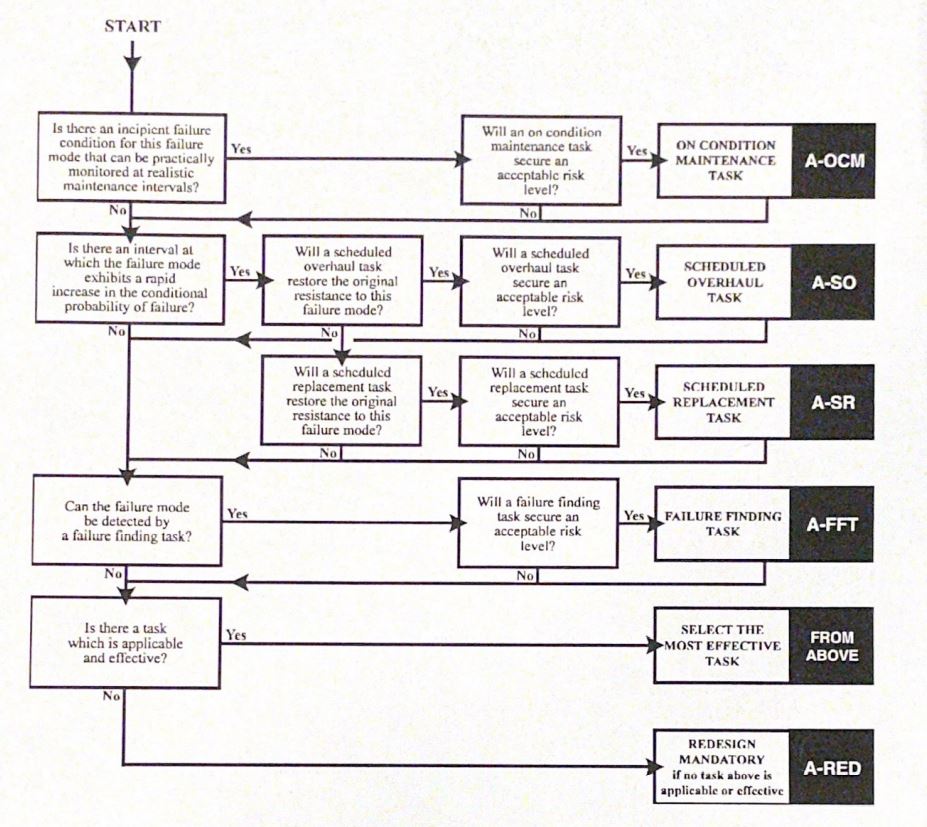 START
Is there an incipient failure
condition for this failure
mode that can be practically
monitored at realistic
maintenance intervals?
Yes
Will an on condition
maintenance task
secure an
acceptable risk
level?
Yes
ON CONDITION
MAINTENANCE
TASK
A-OCM
No
No
Is there an interval at
which the failure mode
exhibits a rapid
increase in the conditional
probability of failure?
Yes
Will a scheduled
overhaul task
restore the original
resistance to this
failure mode?
Yes
Will a scheduled
overhaul task
secure an
acceptable risk
level?
Yes
SCHEDULED
OVERHAUL
TASK
A-SO
No
No
No
Will a scheduled
replacement task
restore the original
resistance to this
failure mode?
Yes
Will a scheduled
replacement task
secure an
acceptable risk
level?
Yes
SCHEDULED
REPLACEMENT
TASK
A-SR
No
No
Can the failure mode
be detected by
a failure finding task?
Yes
Will a failure finding
task secure an
acceptable risk
level?
Yes
FAILURE FINDING
TASK
A-FFT
No
No
Is there a task
which is applicable
and effective?
Yes
SELECT THE
MOST EFFECTIVE
TASK
FROM
ABOVE
No
REDESIGN
MANDATORY
if no task above is
applicable or effective
A-RED